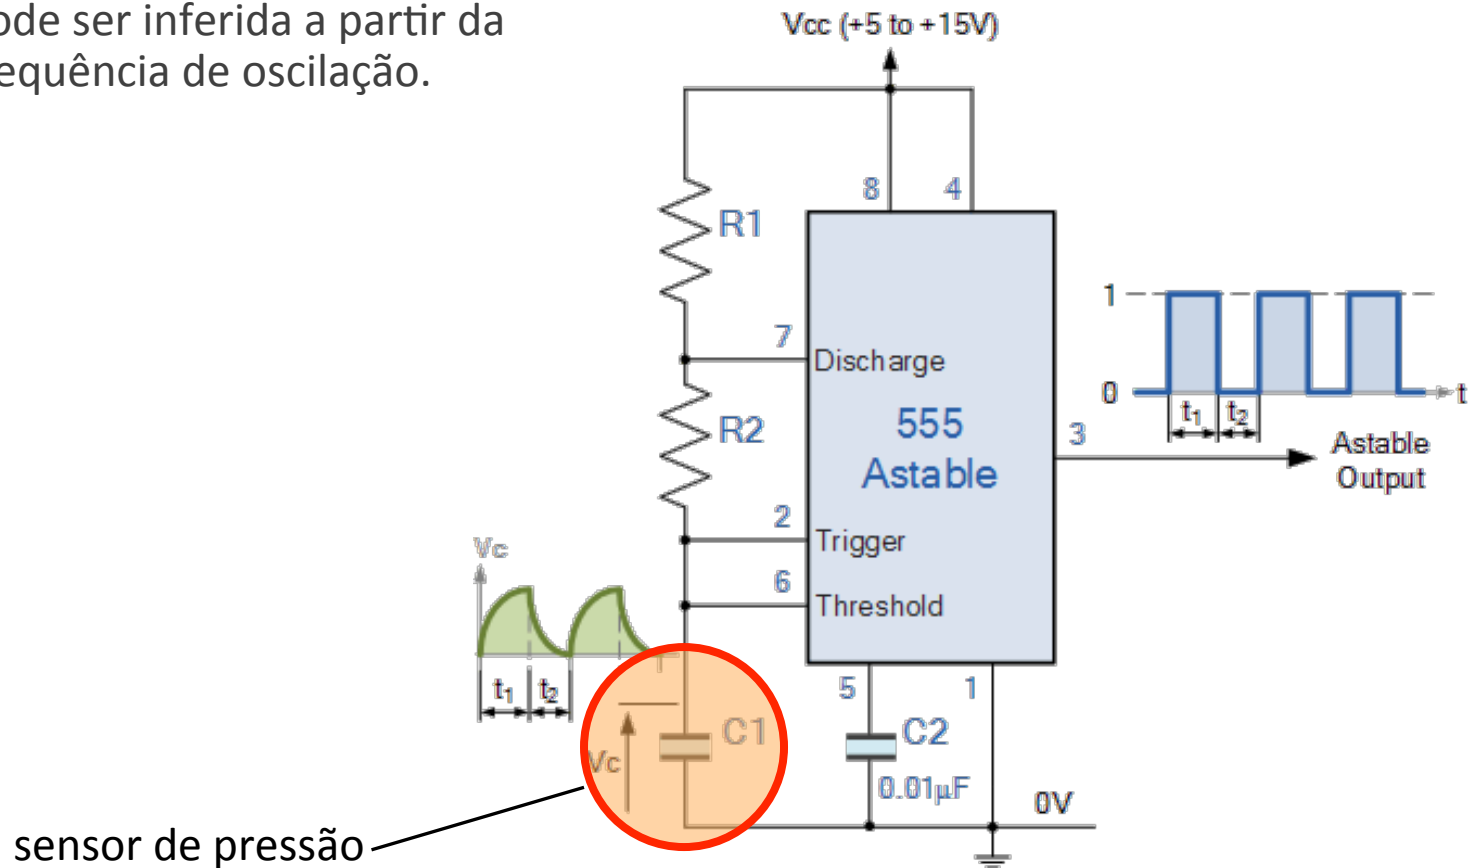 ode ser inferida a partir da
equência de oscilação.
Vcc (+5 to +15V)
8
4
R1
1
7
Discharge
0
t
t1
t2
R2
555
Astable
3
Astable
Output
2
Trigger
Vc
6
Threshold
t1
t2
5
1
C1
C2
Vc
0.01µF
0V
sensor de pressão